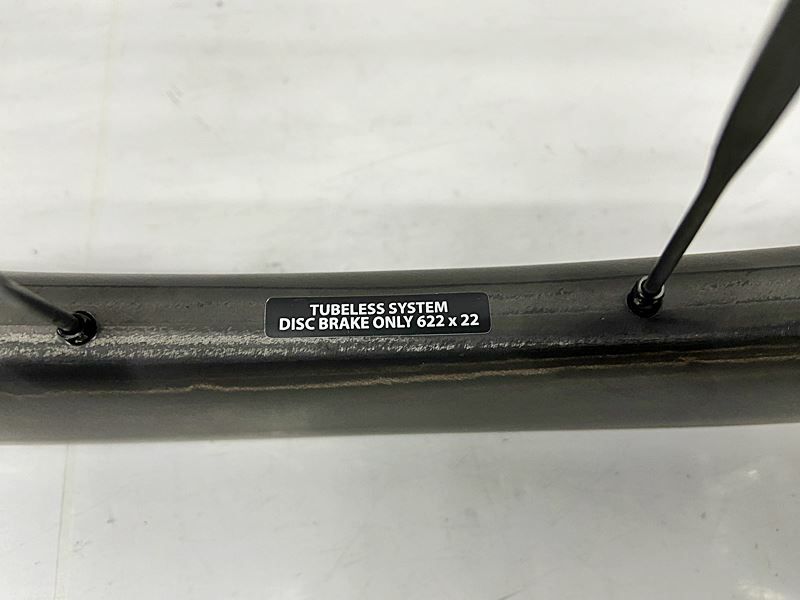 TUBELESS SYSTEM
DISC BRAKE ONLY 622 x 22